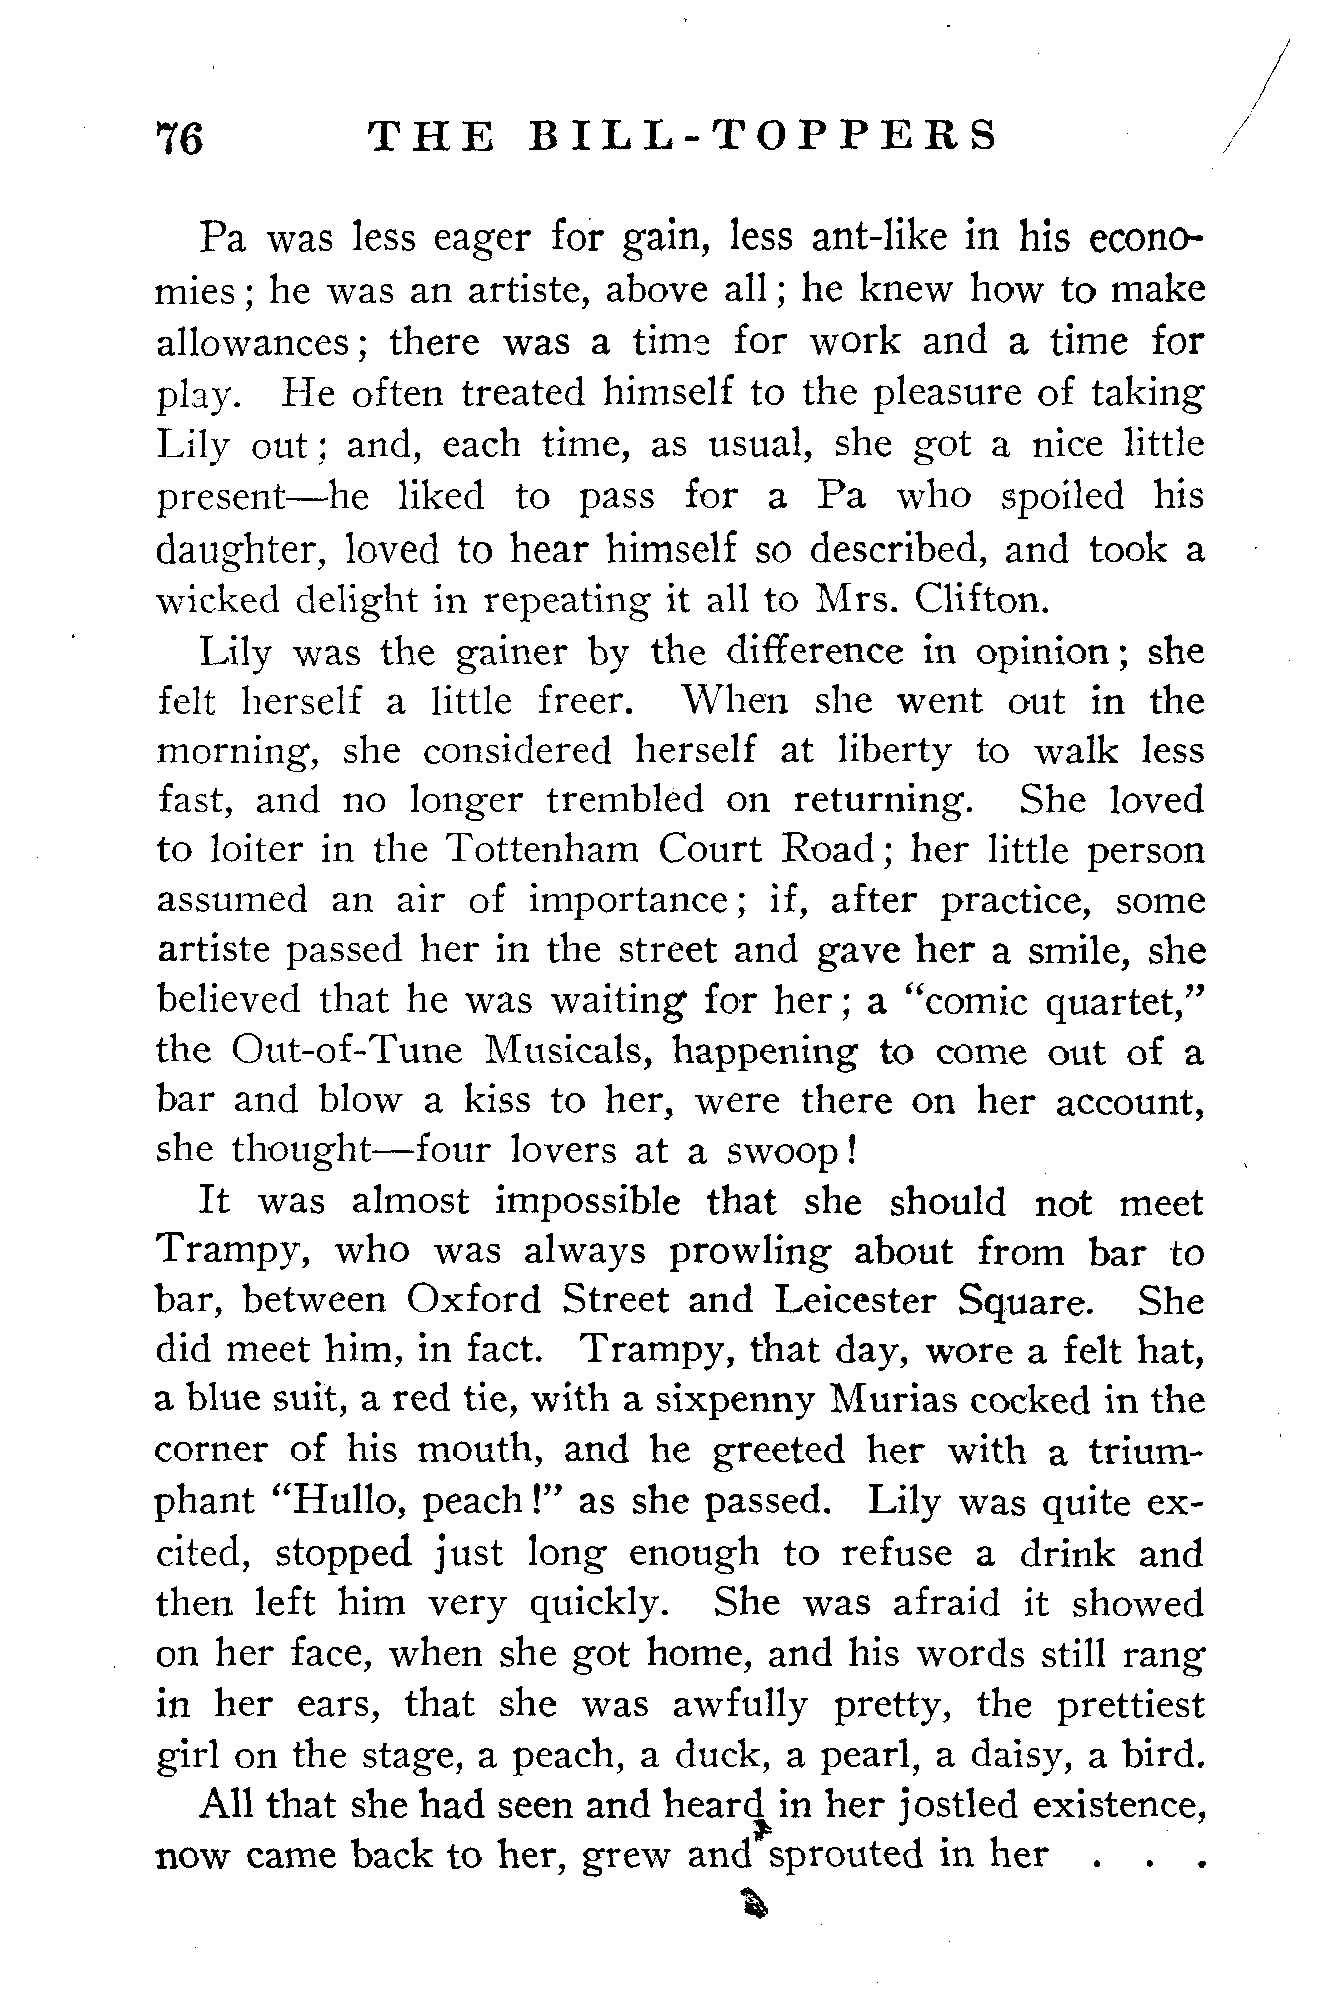 76 THE BILL-TOPPERS
Pa was less eager for gain, less ant-like in his econo-
mies; he was an artiste, above all; he knew how to make
allowances; there was a time for work and a time for
play. He often treated himself to the pleasure of taking
Lily out; and, each time, as usual, she got a nice little
present—he liked to pass for a Pa who spoiled his
daughter, loved to hear himself so described, and took a
wicked delight in repeating it all to Mrs. Clifton.
Lily was the gainer by the difference in opinion; she
felt herself a little freer. When she went out in the
morning, she considered herself at liberty to walk less
fast, and no longer trembled on returning. She loved
to loiter in the Tottenham Court Road; her little person
assumed an air of importance; if, after practice, some
artiste passed her in the street and gave her a smile, she
believed that he was waiting for her; a “comic quartet,”
the Out-of-Tune Musicals, happening to come out of a
bar and blow a kiss to her, were there on her account,
she thought—four lovers at a swoop!
It was almost impossible that she should not meet
Trampy, who was always prowling about from bar to
bar, between Oxford Street and Leicester Square. She
did meet him, in fact. Trampy, that day, wore a felt hat,
a blue suit, a red tie, with a sixpenny Murias cocked in the
corner of his mouth, and he greeted her with a trium-
phant “Hullo, peach!” as she passed. Lily was quite ex-
cited, stopped just long enough to refuse a drink and
then left him very quickly. She was afraid it showed
on her face, when she got home, and his words still rang
in her ears, that she was awfully pretty, the prettiest
girl on the stage, a peach, a duck, a pearl, a daisy, a bird.
All that she had seen and heard in her jostled existence,
now came back to her, grew and sprouted in her . . .